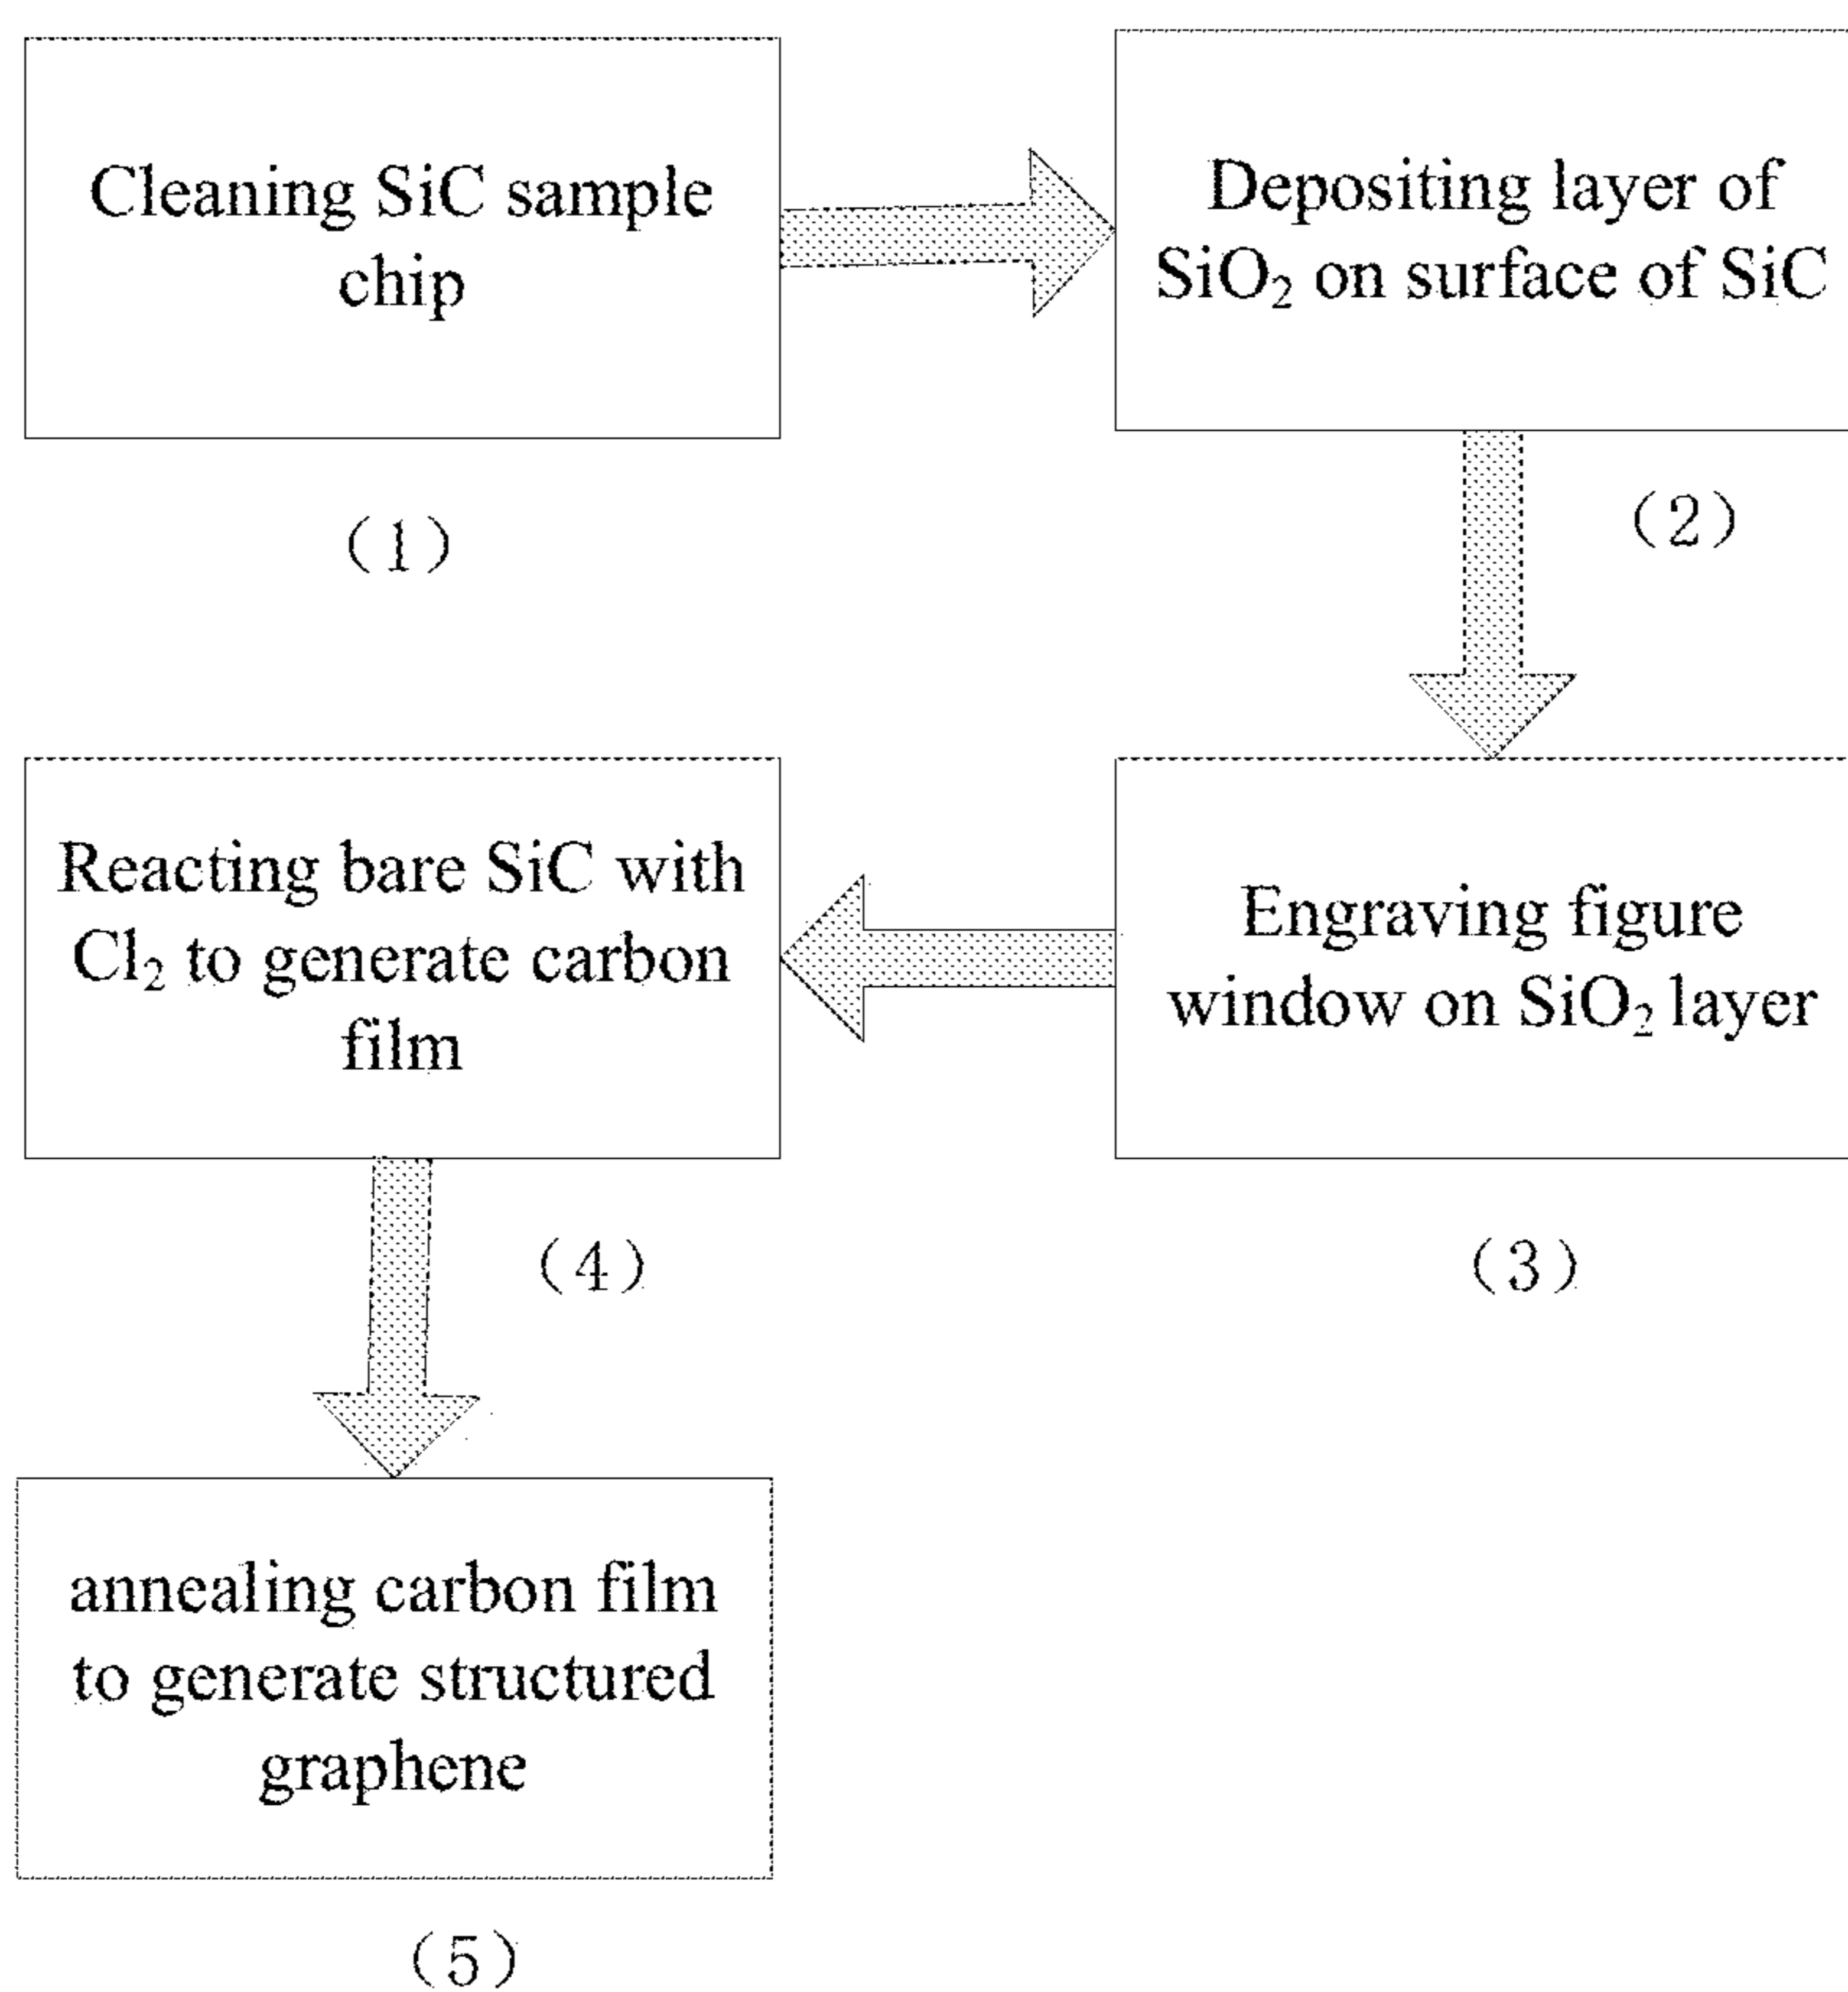 Cleaning SiC sample
chip
(1)
Depositing layer of
SiO₂ on surface of SiC
(2)
Engraving figure
window on SiO₂ layer
(3)
Reacting bare SiC with
Cl₂ to generate carbon
film
(4)
annealing carbon film
to generate structured
graphene
(5)